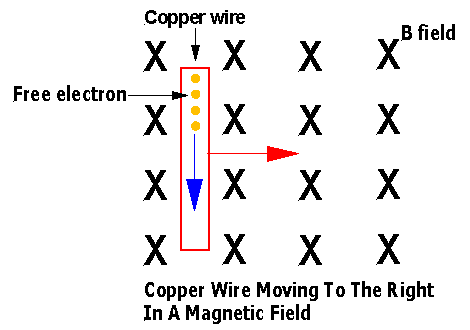 Copper wire
X X X X B field
Free electron
X X X X
X X X X
X X X X
Copper Wire Moving To The Right
In A Magnetic Field